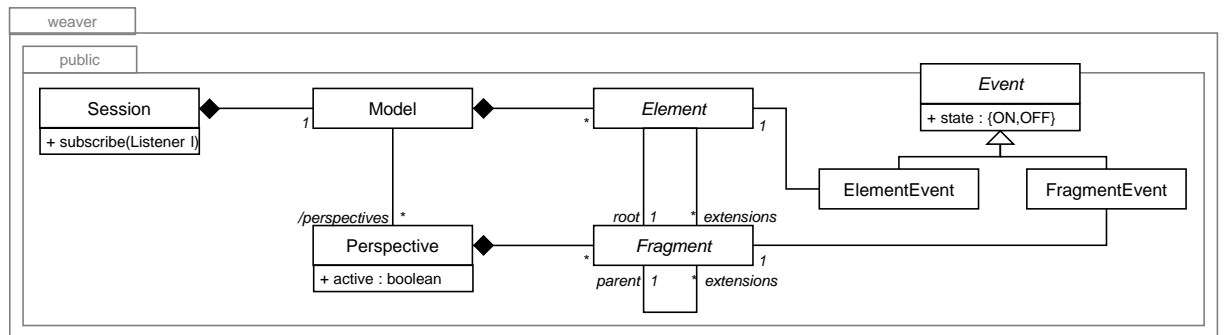 weaver
public
Session
+ subscribe(Listener l)
1
Model
*
Element
1
Event
+ state : {ON,OFF}
ElementEvent
FragmentEvent
/perspectives *
root 1 * extensions
Perspective
+ active : boolean
*
Fragment
1
parent 1 * extensions